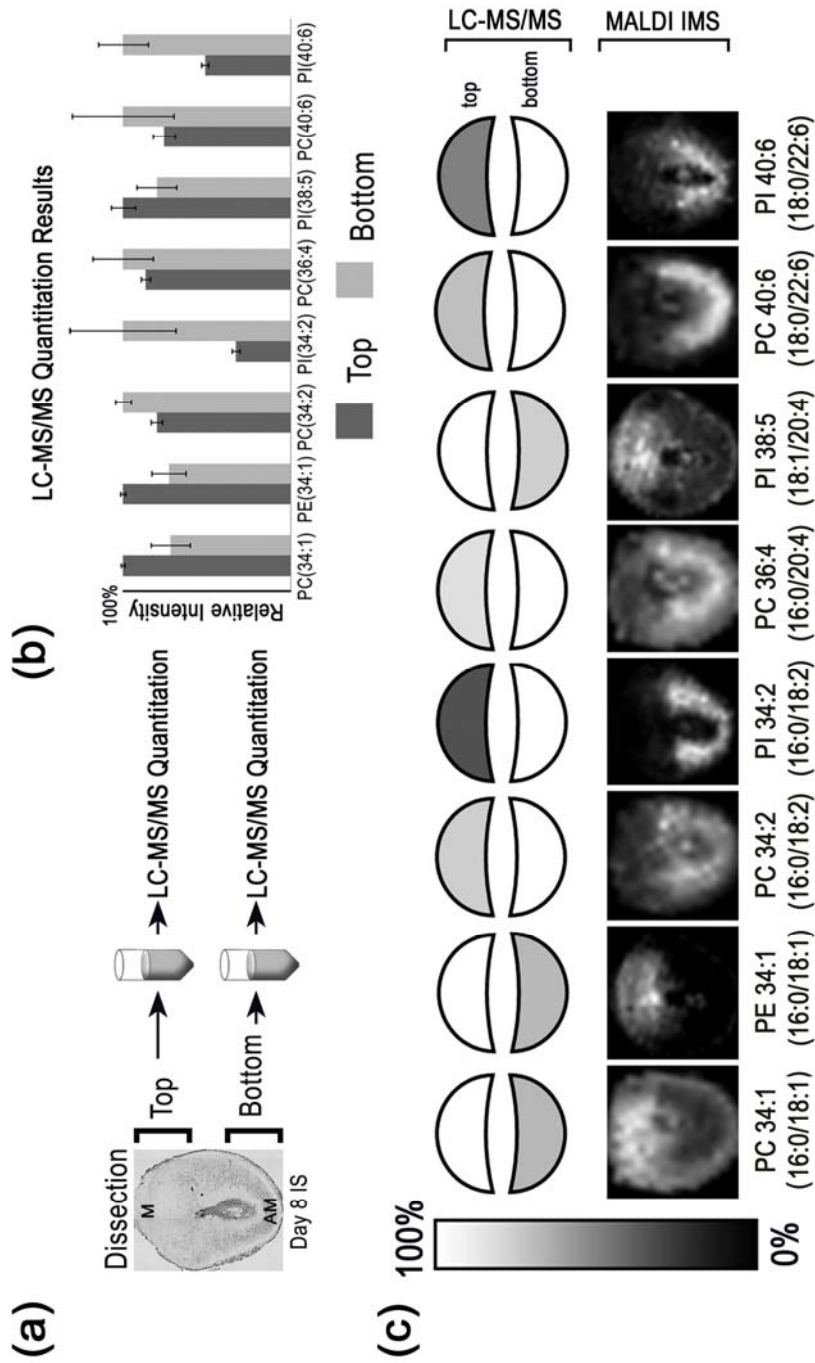 (a)
Dissection
M
AM
Day 8 IS
Top
Bottom
LC-MS/MS Quantitation
LC-MS/MS Quantitation
(b)
LC-MS/MS Quantitation Results
100%
Relative Intensity
PC(34:1)
PE(34:1)
PC(34:2)
PI(34:2)
PC(36:4)
PI(38:5)
PC(40:6)
PI(40:6)
Top
Bottom
(c)
100%
0%
top
bottom
LC-MS/MS
MALDI IMS
PC 34:1
(16:0/18:1)
PE 34:1
(16:0/18:1)
PC 34:2
(16:0/18:2)
PI 34:2
(16:0/18:2)
PC 36:4
(16:0/20:4)
PI 38:5
(18:1/20:4)
PC 40:6
(18:0/22:6)
PI 40:6
(18:0/22:6)